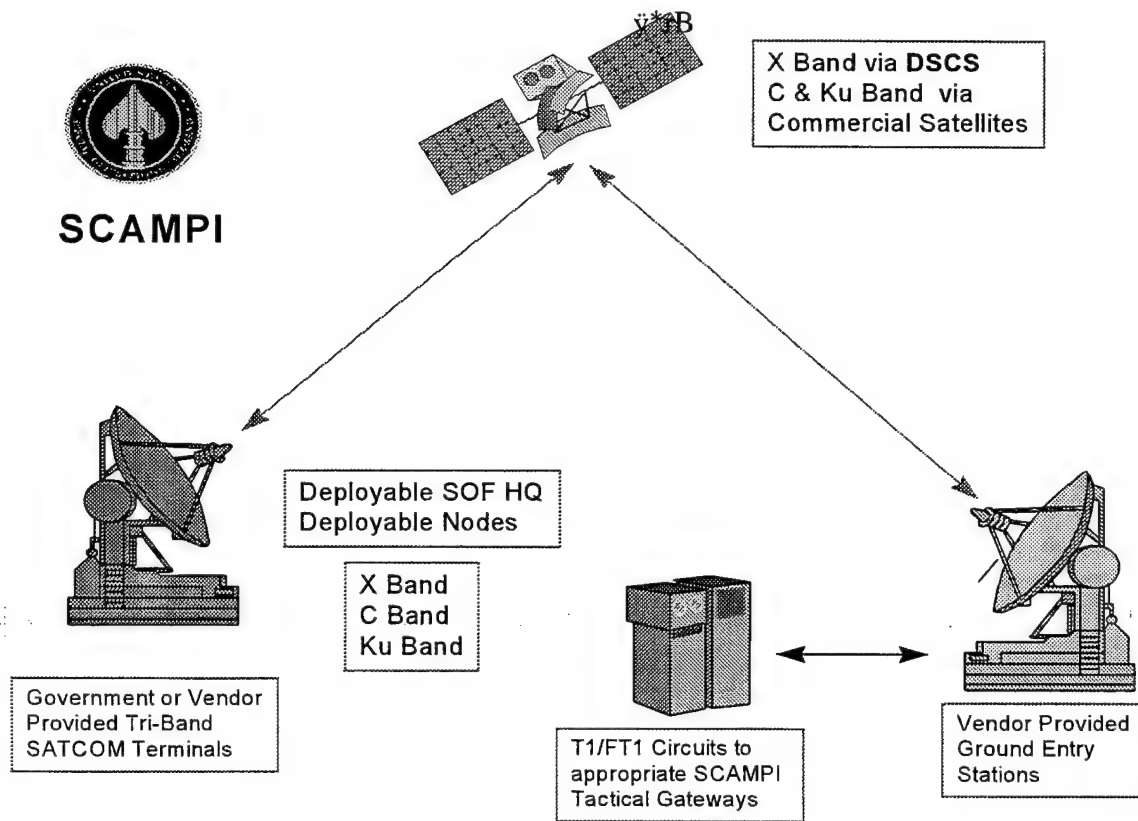 ÿ*rB
X Band via DSCS
C & Ku Band via
Commercial Satellites
SCAMPI
Deployable SOF HQ
Deployable Nodes
X Band
C Band
Ku Band
Government or Vendor
Provided Tri-Band
SATCOM Terminals
T1/FT1 Circuits to
appropriate SCAMPI
Tactical Gateways
Vendor Provided
Ground Entry
Stations